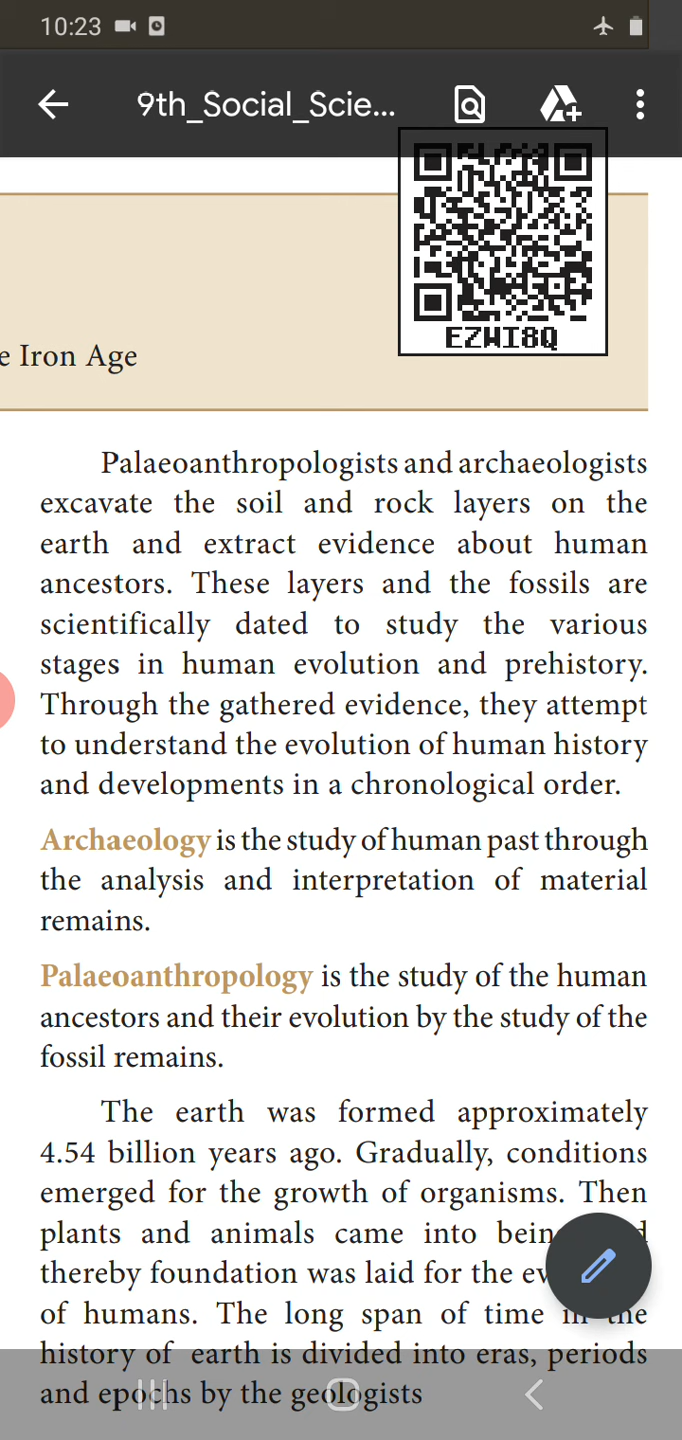 10:23
9th_Social_Scie...
EZWI8Q
e Iron Age
Palaeoanthropologists and archaeologists
excavate the soil and rock layers on the
earth and extract evidence about human
ancestors. These layers and the fossils are
scientifically dated to study the various
stages in human evolution and prehistory.
Through the gathered evidence, they attempt
to understand the evolution of human history
and developments in a chronological order.
Archaeology is the study of human past through
the analysis and interpretation of material
remains.
Palaeoanthropology is the study of the human
ancestors and their evolution by the study of the
fossil remains.
The earth was formed approximately
4.54 billion years ago. Gradually, conditions
emerged for the growth of organisms. Then
plants and animals came into
thereby foundation was laid for the
of humans. The long span of time in the
history of earth is divided into eras, periods
and epochs by the geologists